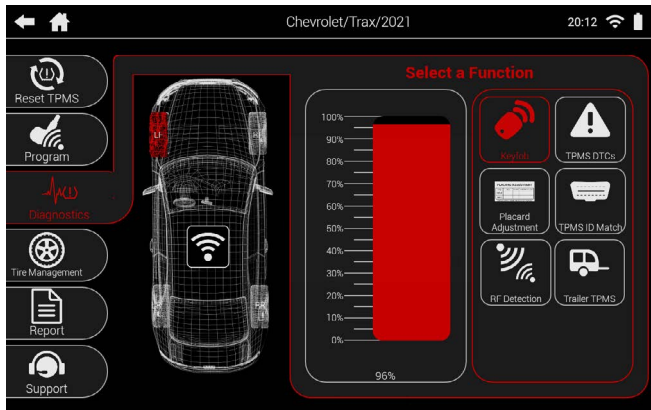 Chevrolet/Trax/2021
20:12
Reset TPMS
Program
Diagnostics
Tire Management
Report
Support
LF
Select a Function
100%
90%
80%
70%
60%
50%
40%
30%
20%
10%
0%
96%
Keyfob
TPMS DTCs
Placard
Adjustment
TPMS ID Match
RF Detection
Trailer TPMS